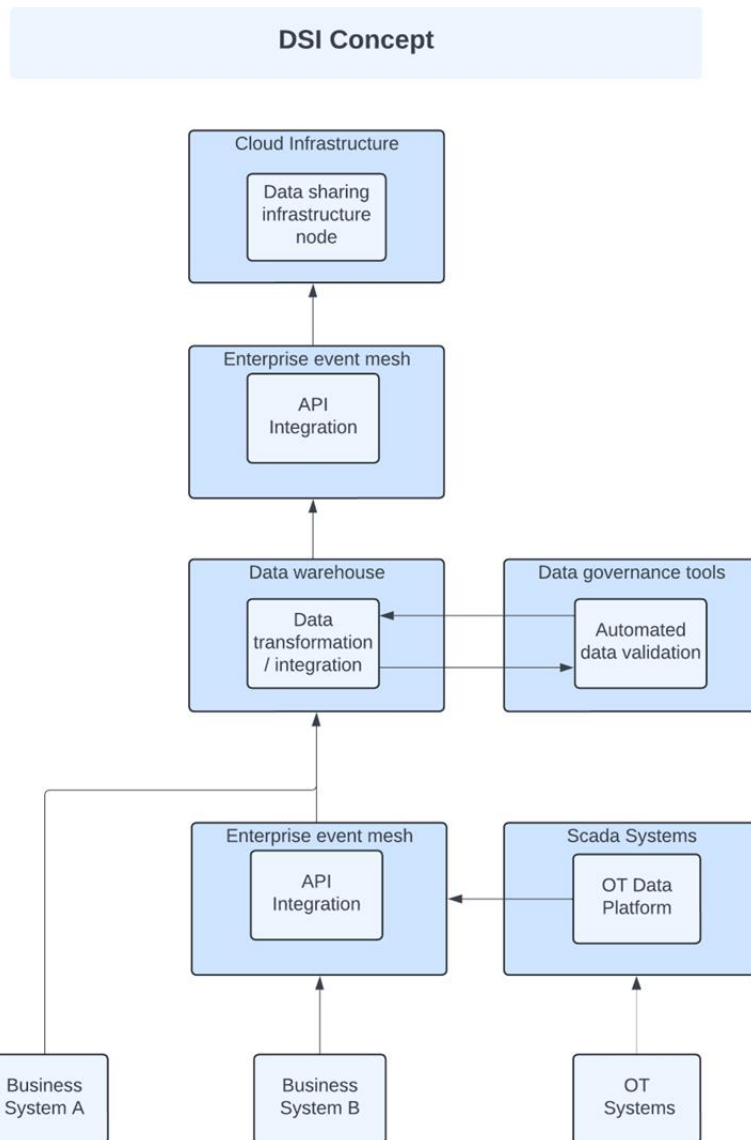 DSI Concept
Cloud Infrastructure
Data sharing
infrastructure
node
Enterprise event mesh
API
Integration
Data warehouse
Data
transformation
/ integration
Data governance tools
Automated
data validation
Enterprise event mesh
API
Integration
Scada Systems
OT Data
Platform
Business
System A
Business
System B
OT
Systems